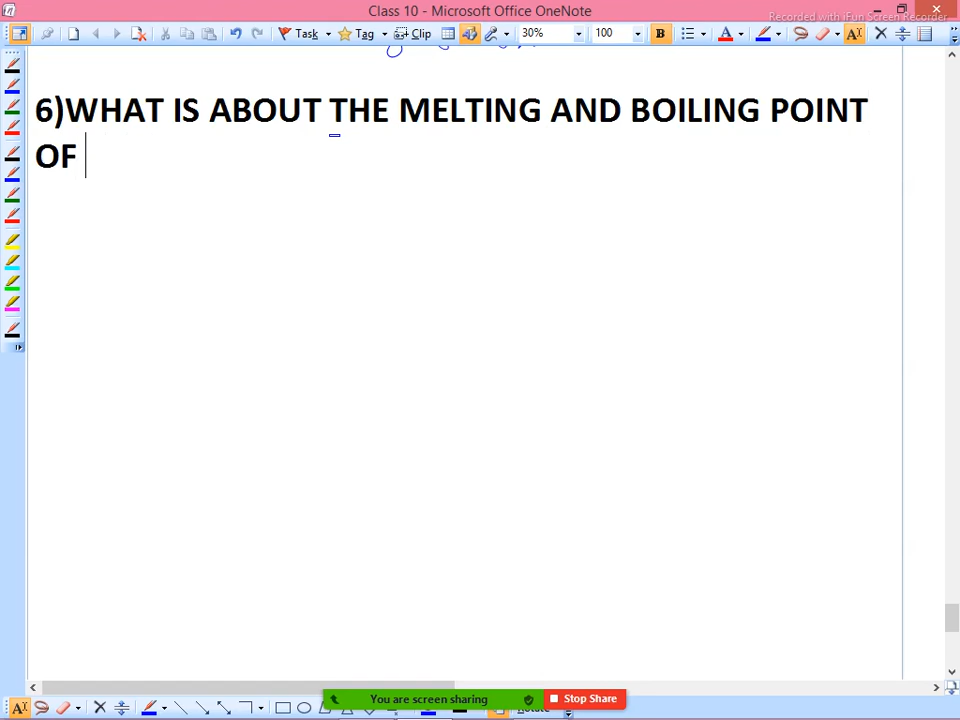 Class 10 - Microsoft Office OneNote
Recorded with iFun Screen Recorder
Task
Tag
Clip
30%
100
B
A
6)WHAT IS ABOUT THE MELTING AND BOILING POINT
OF
You are screen sharing
Stop Share